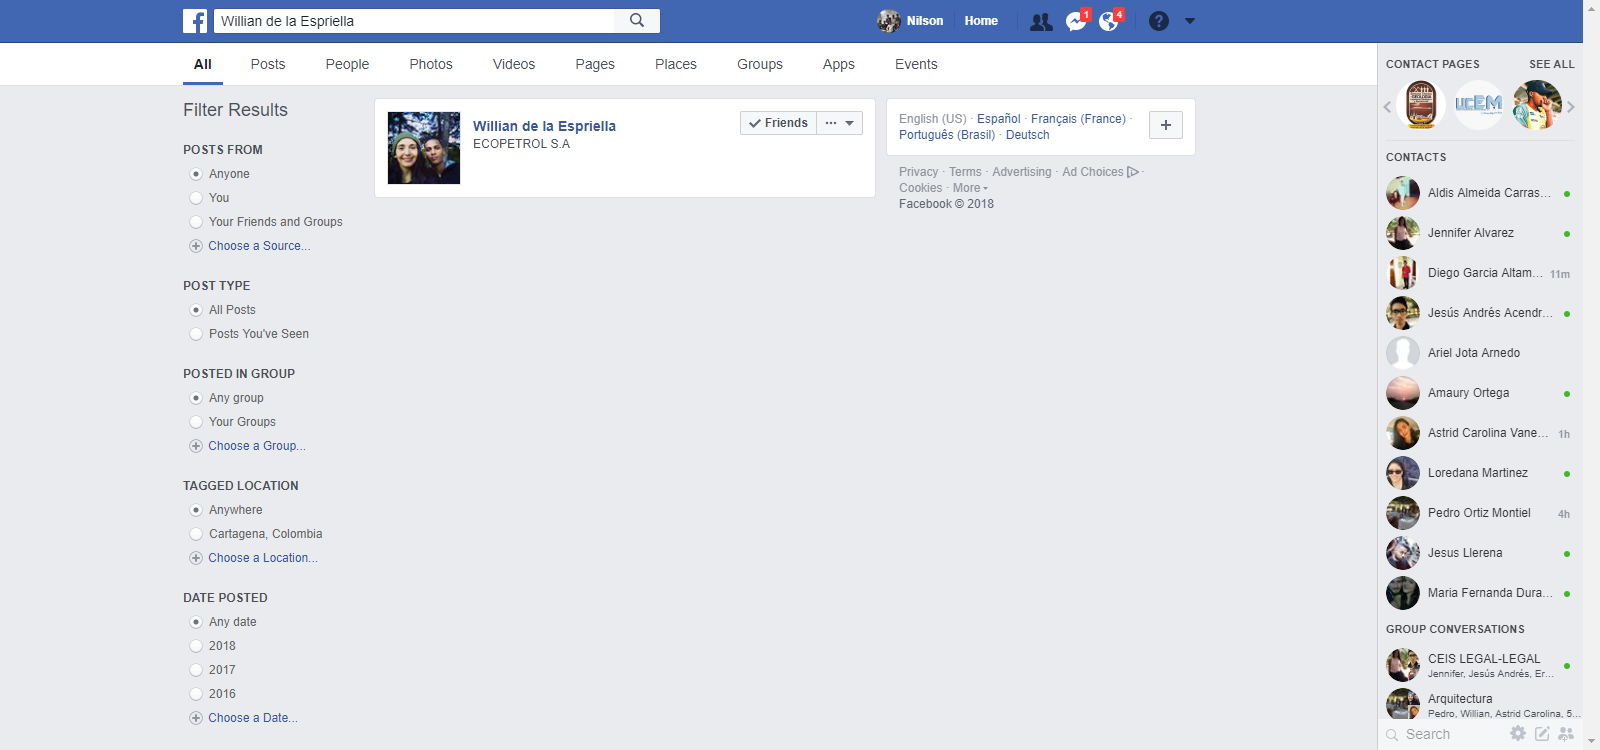 Willian de la Espriella
Nilson
Home
1
4
All
Posts
People
Photos
Videos
Pages
Places
Groups
Apps
Events
Filter Results
POSTS FROM
Anyone
You
Your Friends and Groups
Choose a Source...
POST TYPE
All Posts
Posts You've Seen
POSTED IN GROUP
Any group
Your Groups
Choose a Group...
TAGGED LOCATION
Anywhere
Cartagena, Colombia
Choose a Location...
DATE POSTED
Any date
2018
2017
2016
Choose a Date...
Willian de la Espriella
ECOPETROL S.A
Friends
English (US) · Español · Français (France) ·
Português (Brasil) · Deutsch
Privacy · Terms · Advertising · Ad Choices ·
Cookies · More
Facebook © 2018
CONTACT PAGES
SEE ALL
UCEM
CONTACTS
Aldis Almeida Carras...
Jennifer Alvarez
Diego Garcia Altam... 11m
Jesús Andrés Acendr...
Ariel Jota Arnedo
Amaury Ortega
Astrid Carolina Vane... 1h
Loredana Martinez
Pedro Ortiz Montiel 4h
Jesus Llerena
Maria Fernanda Dura...
GROUP CONVERSATIONS
CEIS LEGAL-LEGAL
Jennifer, Jesús Andrés, Er...
Arquitectura
Pedro, Willian, Astrid Carolina, 5...
Search